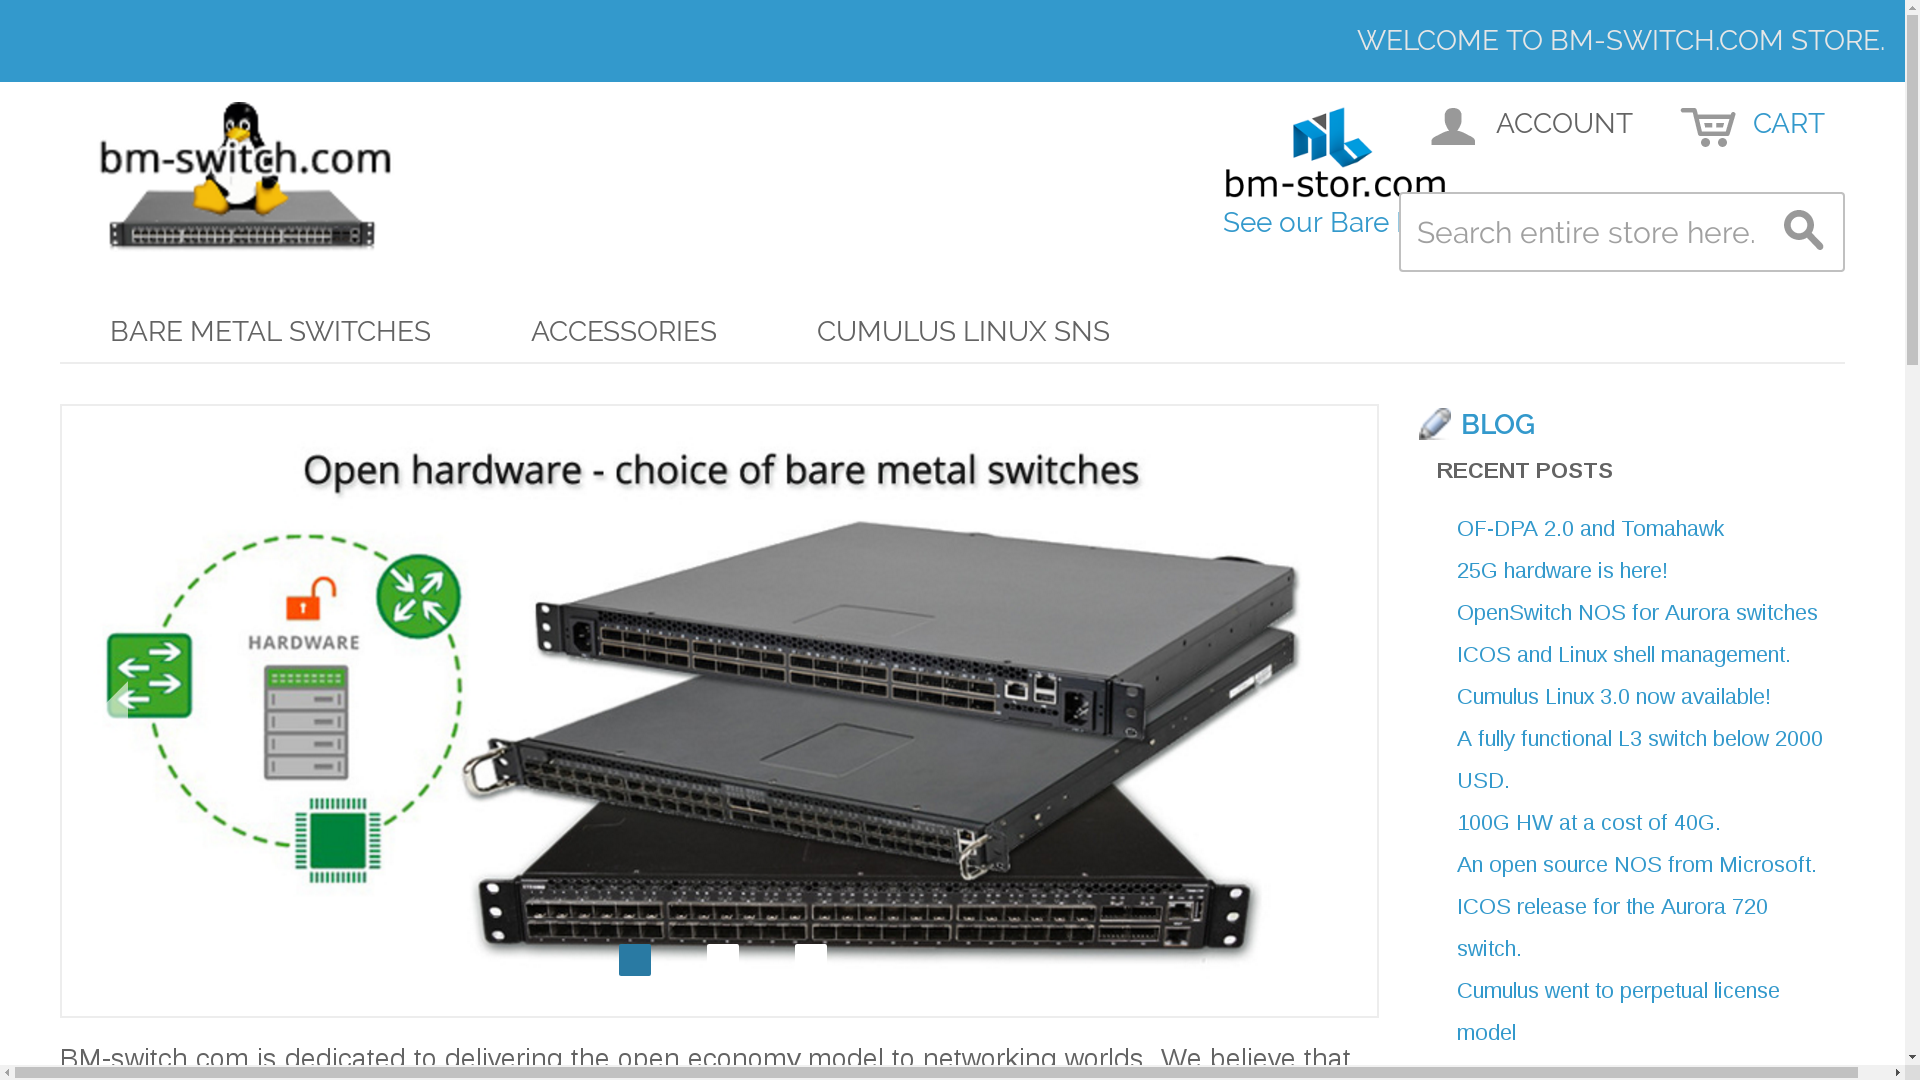 WELCOME TO BM-SWITCH.COM STORE.
bm-switch.com
bm-stor.com
See our Bare
ACCOUNT
CART
Search entire store here.
BARE METAL SWITCHES
ACCESSORIES
CUMULUS LINUX SNS
Open hardware - choice of bare metal switches
HARDWARE
BLOG
RECENT POSTS
OF-DPA 2.0 and Tomahawk
25G hardware is here!
OpenSwitch NOS for Aurora switches
ICOS and Linux shell management.
Cumulus Linux 3.0 now available!
A fully functional L3 switch below 2000
USD.
100G HW at a cost of 40G.
An open source NOS from Microsoft.
ICOS release for the Aurora 720
switch.
Cumulus went to perpetual license
model
BM-switch.com is dedicated to delivering the open economy model to networking worlds. We believe that